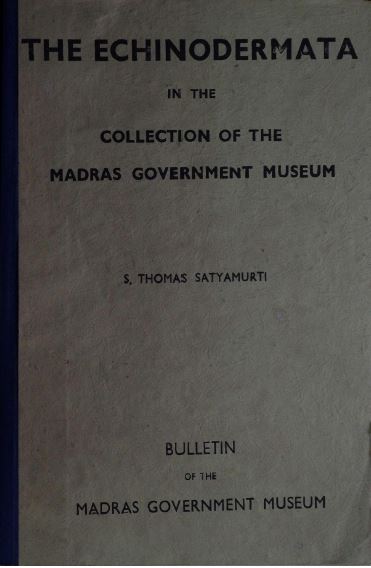 THE ECHINODERMATA
IN THE
COLLECTION OF THE
MADRAS GOVERNMENT MUSEUM
S. THOMAS SATYAMURTI
BULLETIN
OF THE
MADRAS GOVERNMENT MUSEUM